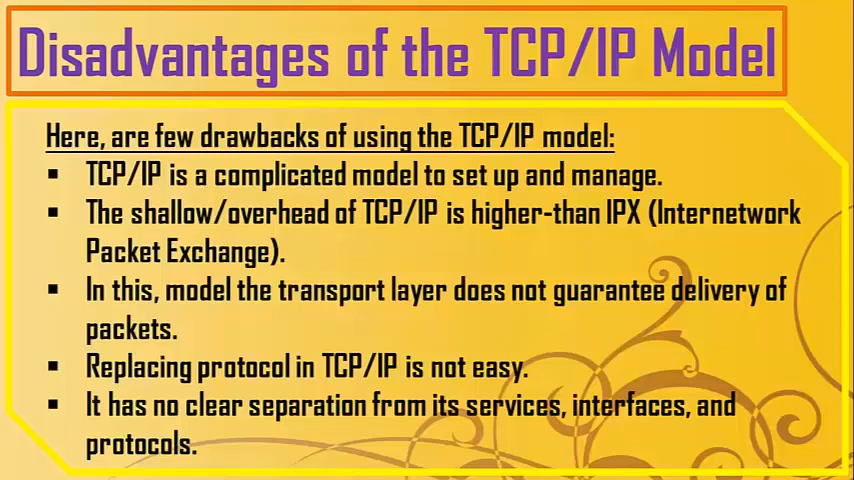 Disadvantages of the TCP/IP Model
Here, are few drawbacks of using the TCP/IP model:
▪ TCP/IP is a complicated model to set up and manage.
▪ The shallow/overhead of TCP/IP is higher-than IPX (Internetwork
Packet Exchange).
▪ In this, model the transport layer does not guarantee delivery of
packets.
▪ Replacing protocol in TCP/IP is not easy.
▪ It has no clear separation from its services, interfaces, and
protocols.